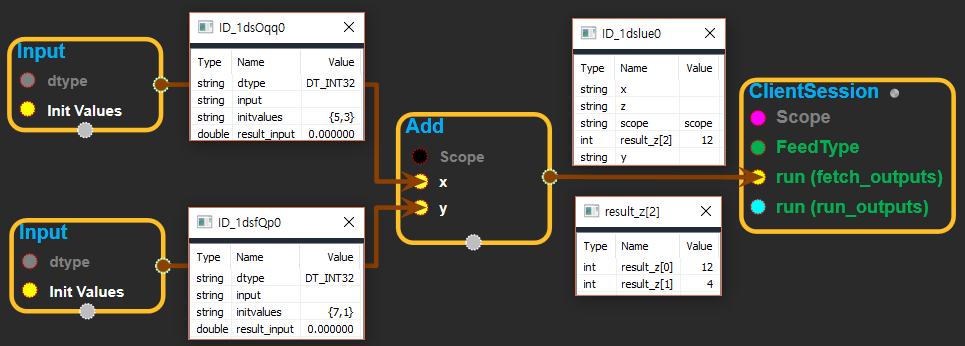 Input
dtype
Init Values
ID_1dsOqq0
Type Name Value
string dtype DT_INT32
string input
string initvalues {5,3}
double result_input 0.000000
Input
dtype
Init Values
ID_1dsfQp0
Type Name Value
string dtype DT_INT32
string input
string initvalues {7,1}
double result_input 0.000000
Add
Scope
x
y
ID_1dslue0
Type Name Value
string x
string z
string scope scope
int result_z[2] 12
string y
result_z[2]
Type Name Value
int result_z[0] 12
int result_z[1] 4
ClientSession
Scope
FeedType
run (fetch_outputs)
run (run_outputs)